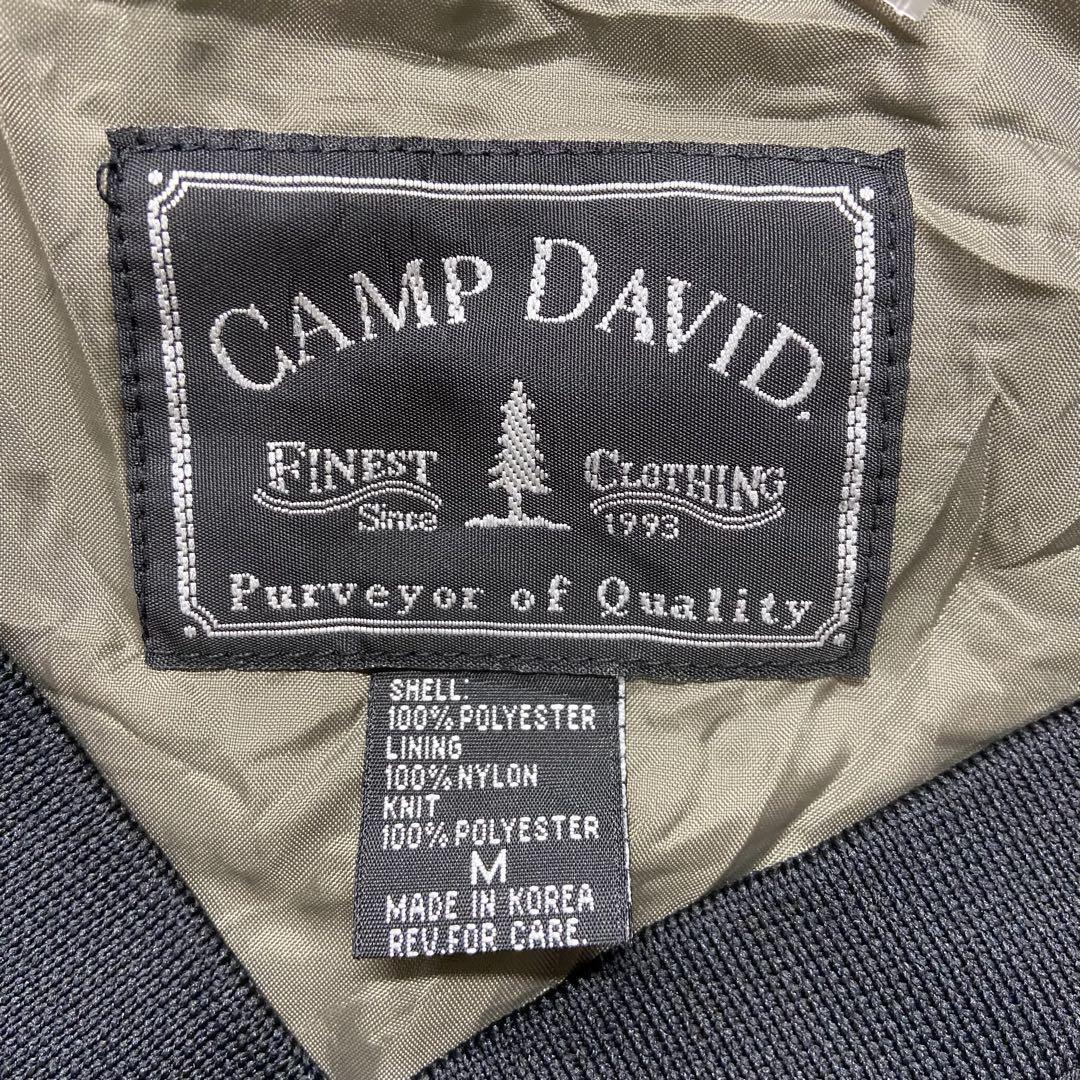 CAMP DAVID.
FINEST CLOTHING
Since 1993
Purveyor of Quality
SHELL:
100% POLYESTER
LINING
100% NYLON
KNIT
100% POLYESTER
M
MADE IN KOREA
REV. FOR CARE